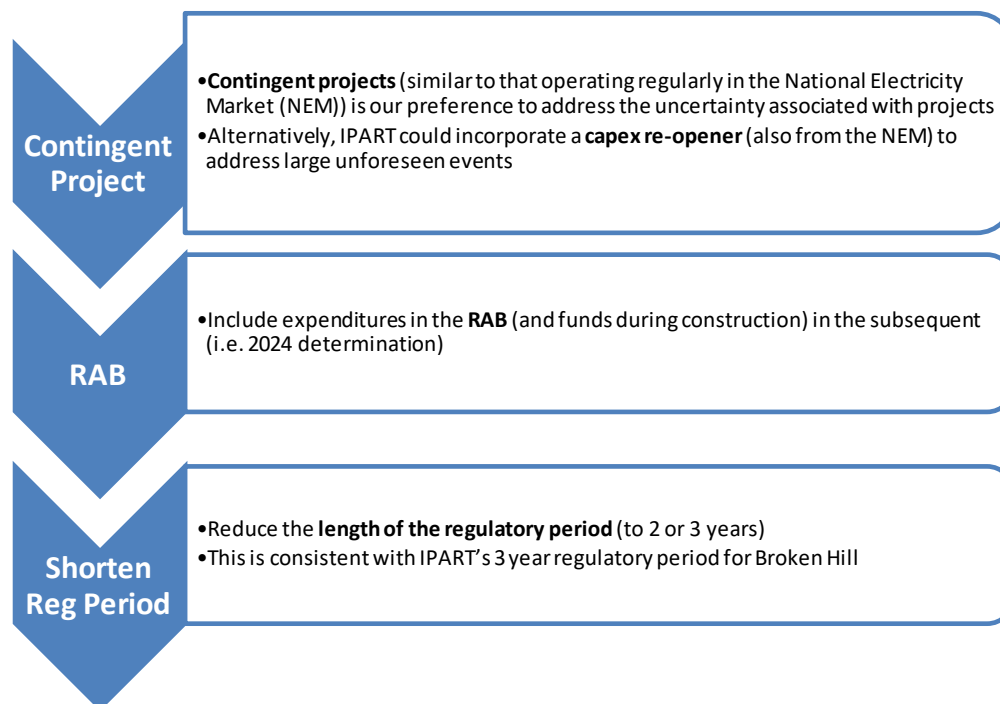 Contingent
Project
•Contingent projects (similar to that operating regularly in the National Electricity
Market (NEM)) is our preference to address the uncertainty associated with projects
•Alternatively, IPART could incorporate a capex re-opener (also from the NEM) to
address large unforeseen events
RAB
•Include expenditures in the RAB (and funds during construction) in the subsequent
(i.e. 2024 determination)
Shorten
Reg Period
•Reduce the length of the regulatory period (to 2 or 3 years)
•This is consistent with IPART's 3 year regulatory period for Broken Hill